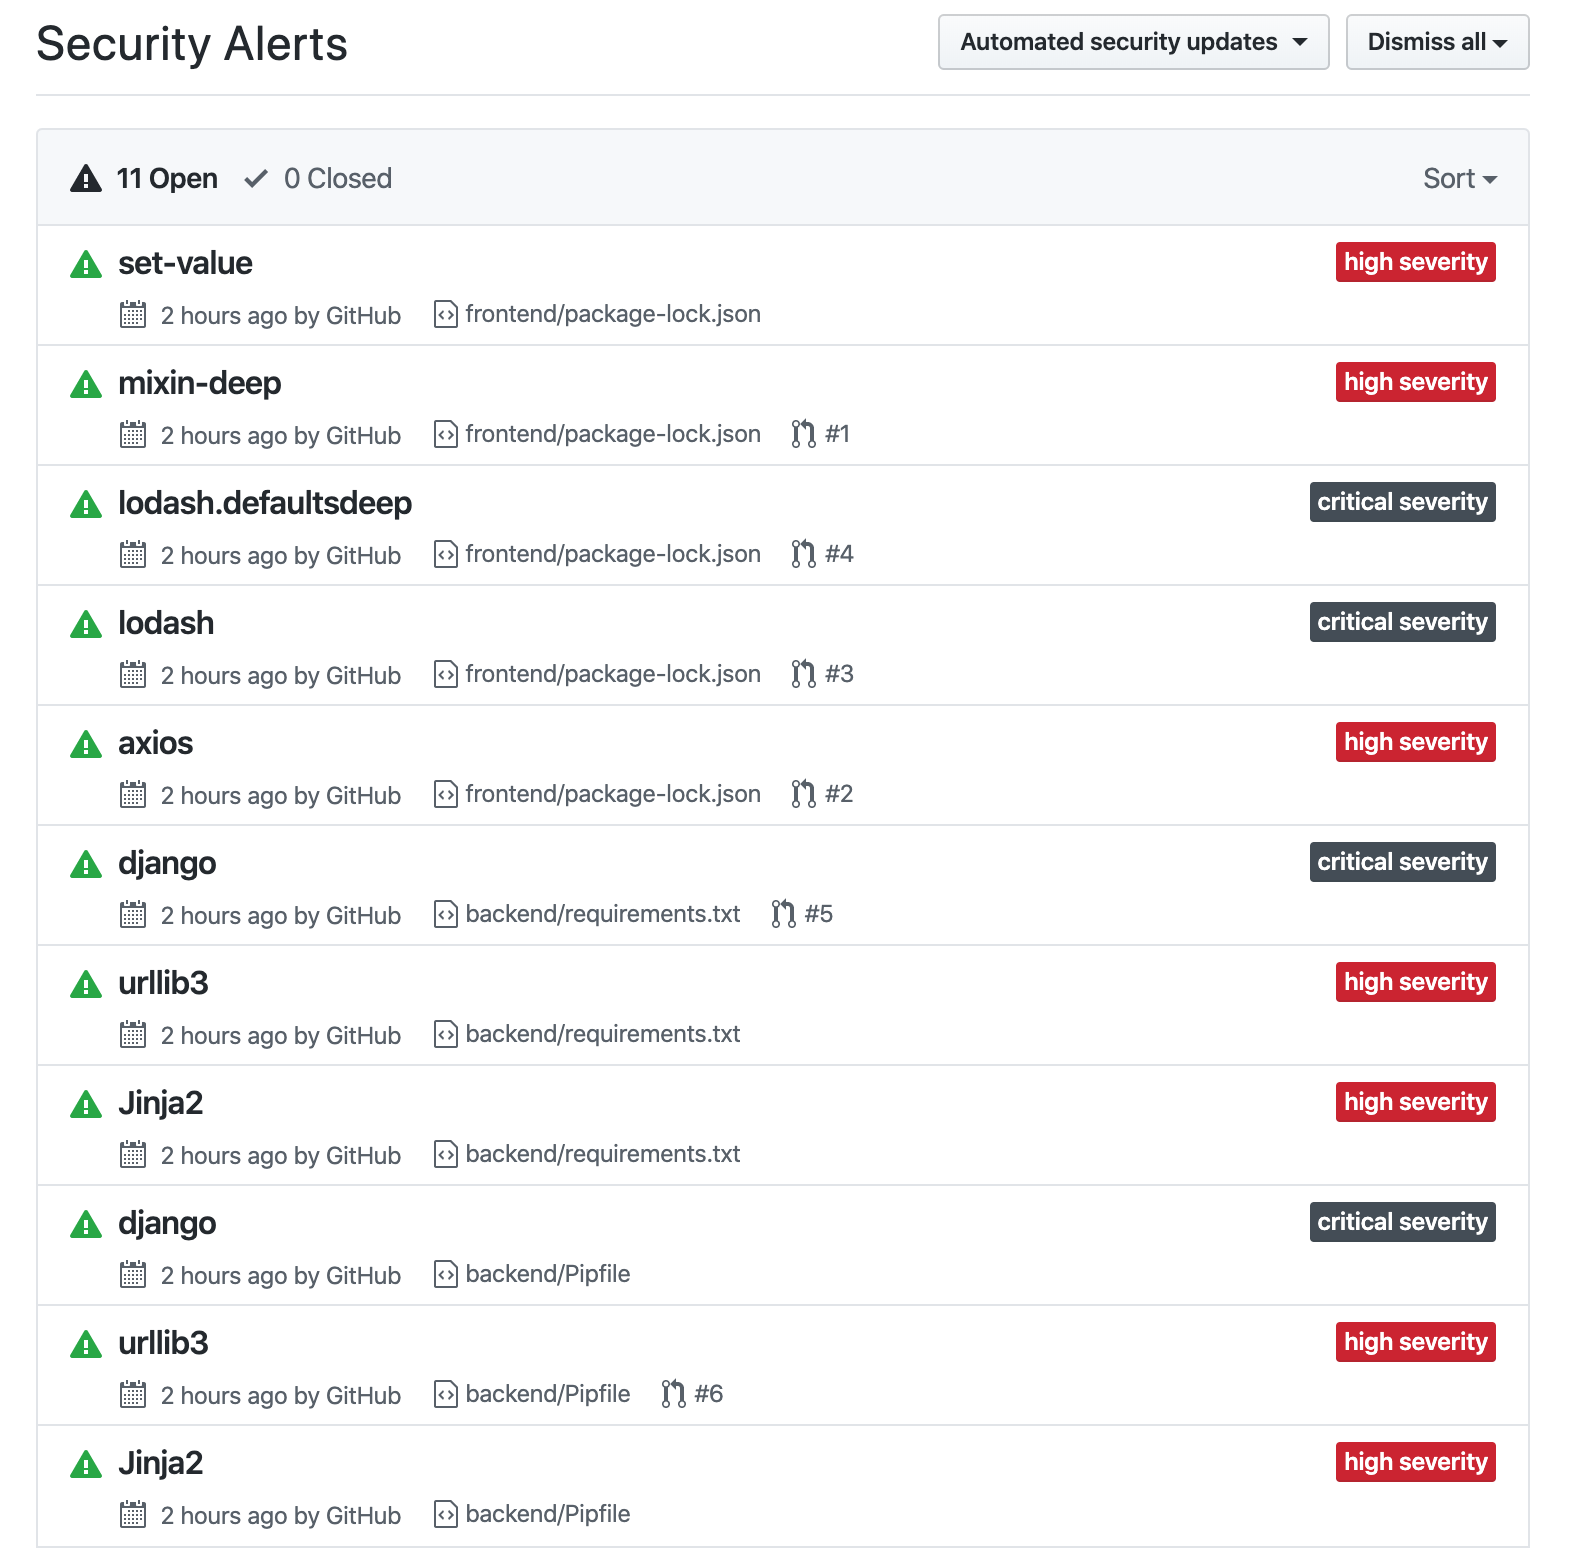 Security Alerts
Automated security updates
Dismiss all
11 Open
0 Closed
Sort
set-value
high severity
2 hours ago by GitHub
frontend/package-lock.json
mixin-deep
high severity
2 hours ago by GitHub
frontend/package-lock.json
#1
lodash.defaultsdeep
critical severity
2 hours ago by GitHub
frontend/package-lock.json
#4
lodash
critical severity
2 hours ago by GitHub
frontend/package-lock.json
#3
axios
high severity
2 hours ago by GitHub
frontend/package-lock.json
#2
django
critical severity
2 hours ago by GitHub
backend/requirements.txt
#5
urllib3
high severity
2 hours ago by GitHub
backend/requirements.txt
Jinja2
high severity
2 hours ago by GitHub
backend/requirements.txt
django
critical severity
2 hours ago by GitHub
backend/Pipfile
urllib3
high severity
2 hours ago by GitHub
backend/Pipfile
#6
Jinja2
high severity
2 hours ago by GitHub
backend/Pipfile